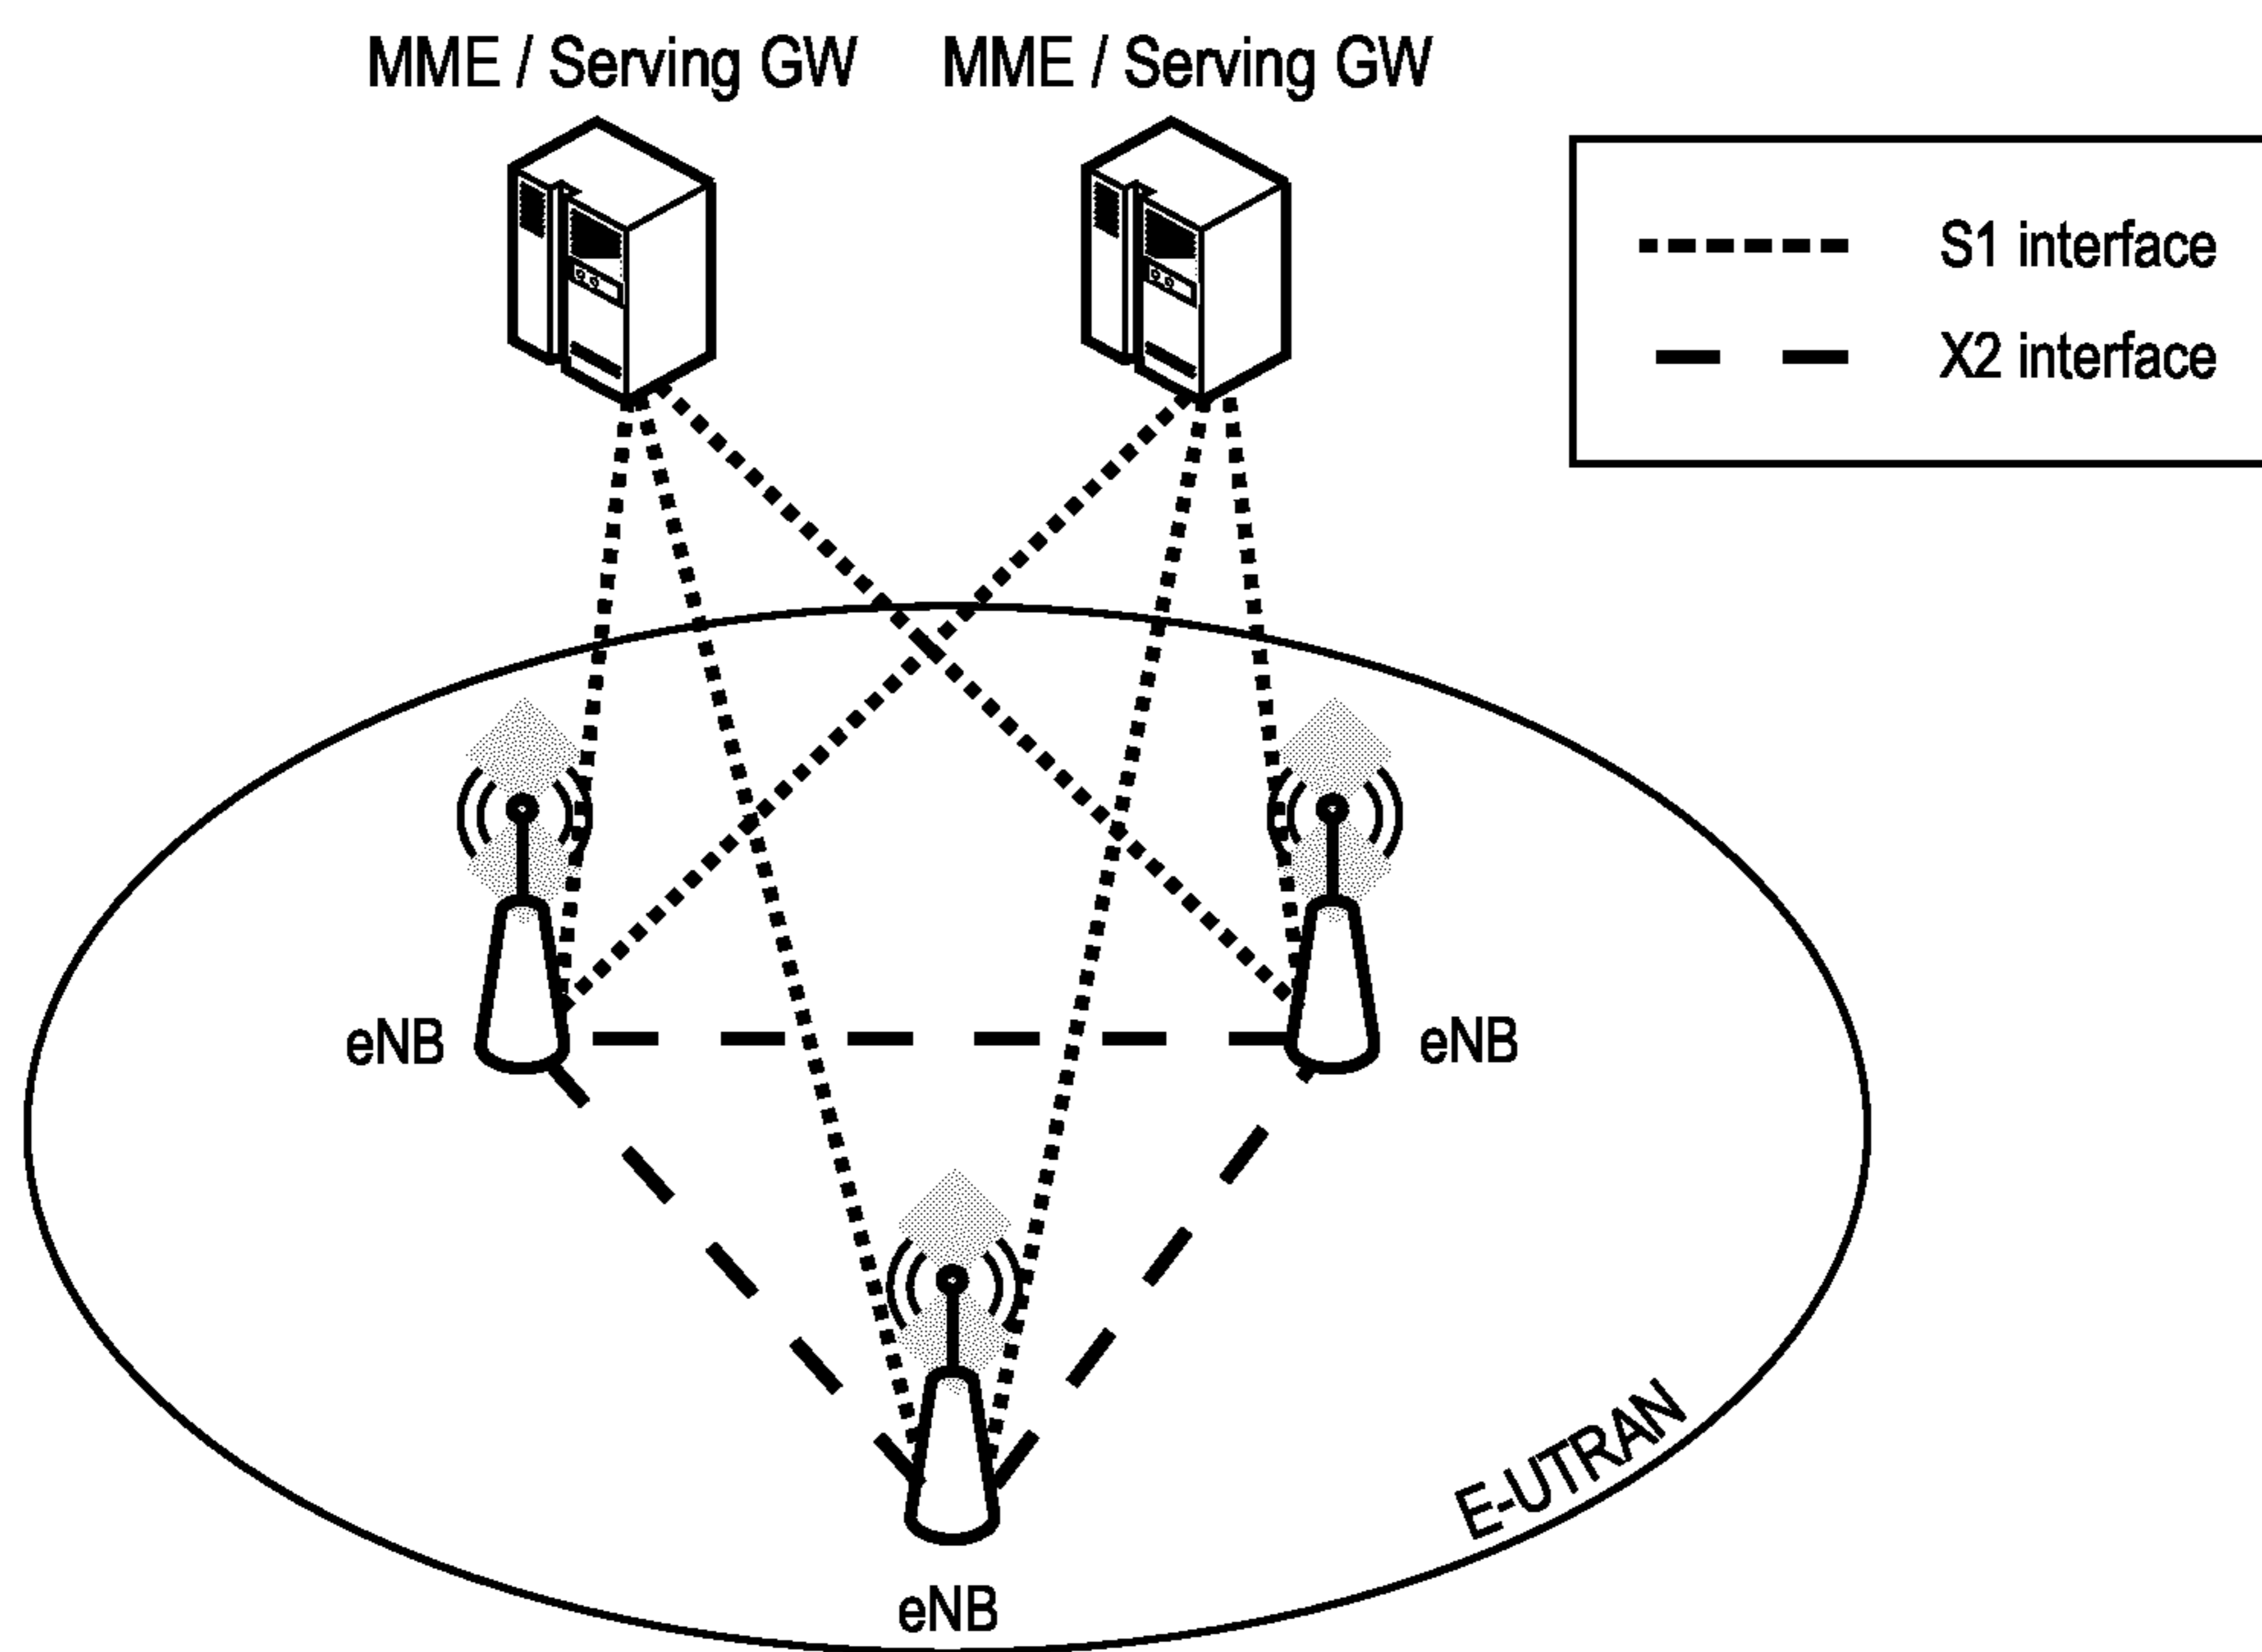 MME / Serving GW
MME / Serving GW
S1 interface
X2 interface
eNB
eNB
E-UTRAN
eNB